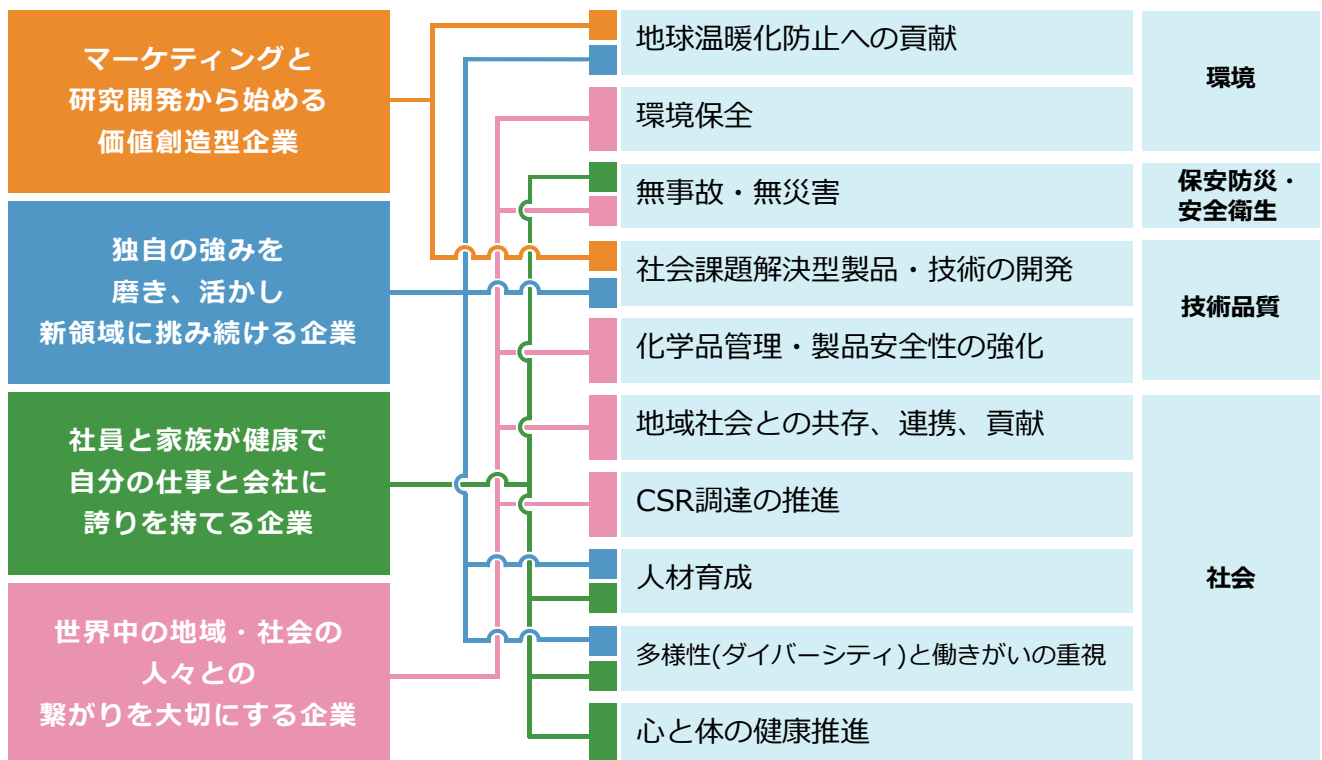 マーケティングと
研究開発から始める
価値創造型企業
独自の強みを
磨き、活かし
新領域に挑み続ける企業
社員と家族が健康で
自分の仕事と会社に
誇りを持てる企業
世界中の地域・社会の
人々との
繋がりを大切にする企業
地球温暖化防止への貢献
環境保全
無事故・無災害
社会課題解決型製品・技術の開発
化学品管理・製品安全性の強化
地域社会との共存、連携、貢献
CSR調達の推進
人材育成
多様性(ダイバーシティ)と働きがいの重視
心と体の健康推進
環境
保安防災・
安全衛生
技術品質
社会